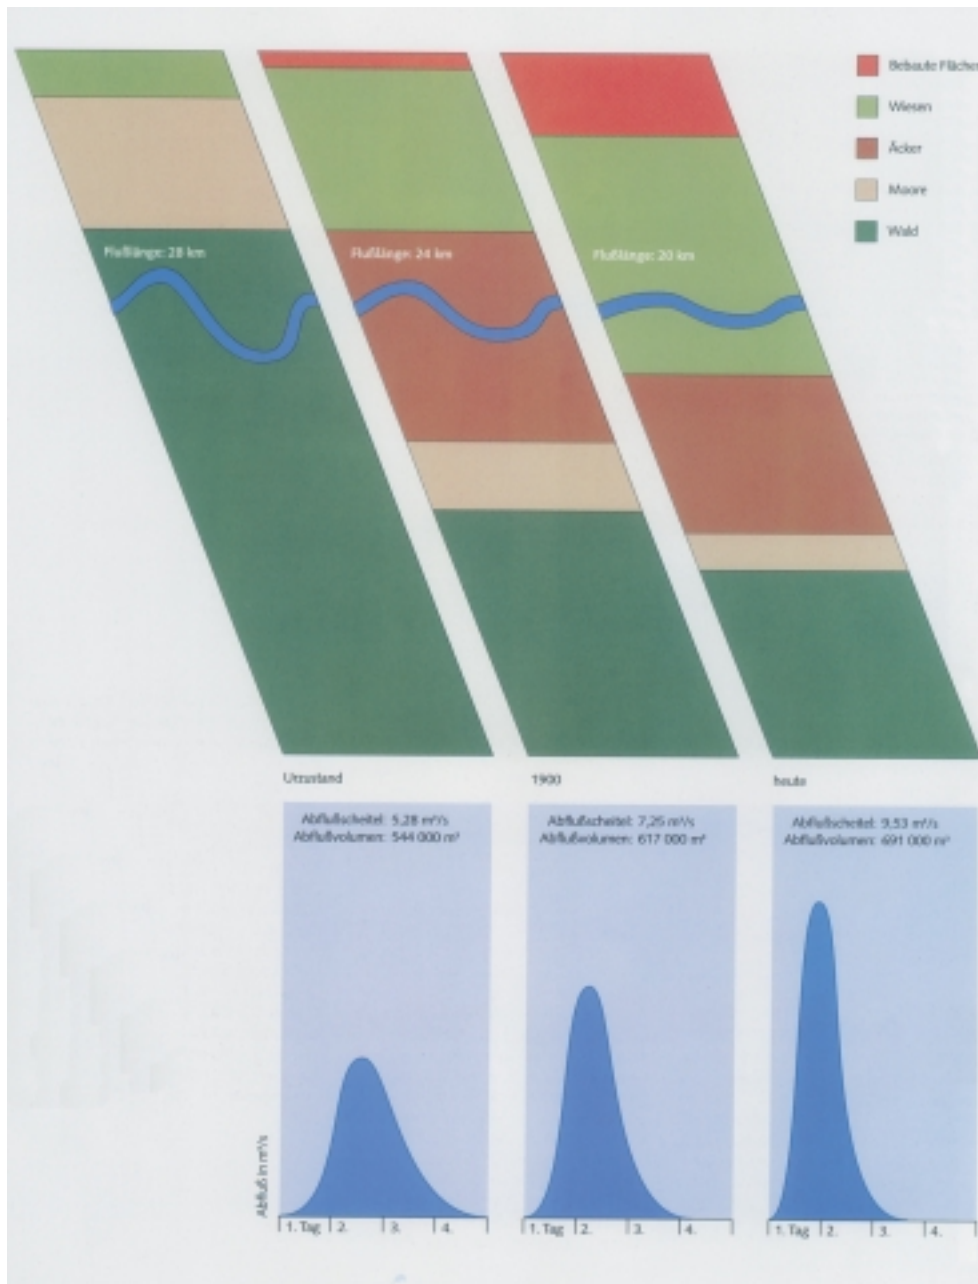 Bebaute Fläche
Wiesen
Äcker
Moore
Wald
Flußlänge: 28 km
Flußlänge: 24 km
Flußlänge: 20 km
Urzustand
1900
heute
Abflußscheitel: 5,28 m³/s
Abflußvolumen: 544 000 m³
Abflußscheitel: 7,25 m³/s
Abflußvolumen: 617 000 m³
Abflußscheitel: 9,53 m³/s
Abflußvolumen: 691 000 m³
Abfluß in m³/s
1. Tag 2. 3. 4.
1. Tag 2. 3. 4.
1. Tag 2. 3. 4.